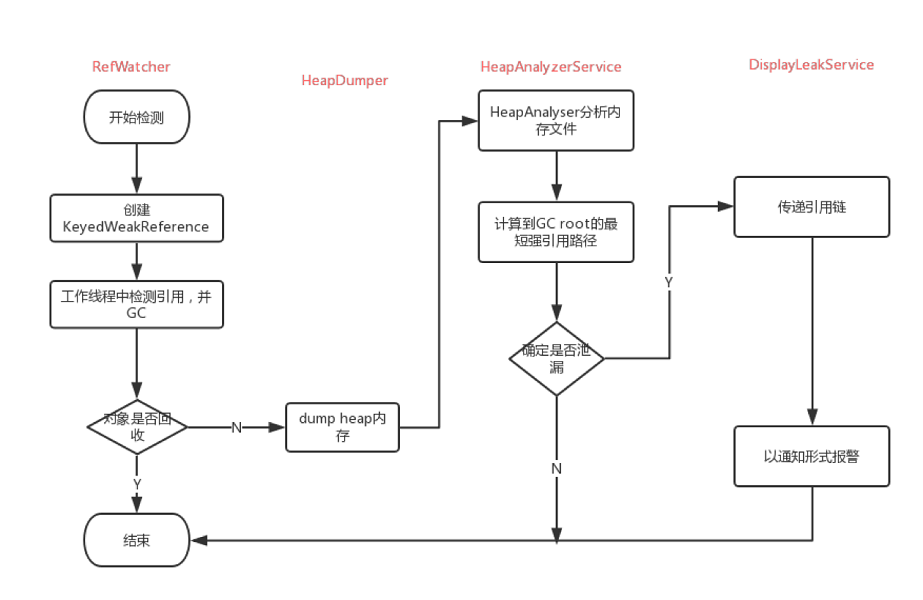 RefWatcher
开始检测
创建
KeyedWeakReference
工作线程中检测引用，并
GC
对象是否回
收
N
Y
结束
HeapDumper
dump heap内
存
HeapAnalyzerService
HeapAnalyser分析内
存文件
计算到GC root的最
短强引用路径
确定是否泄
漏
Y
N
DisplayLeakService
传递引用链
以通知形式报警